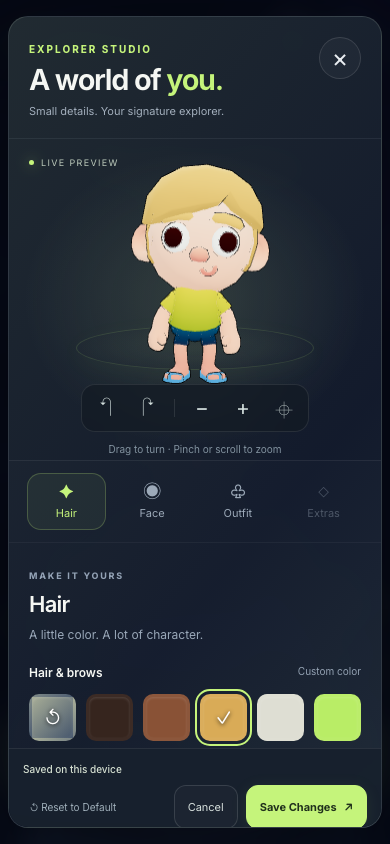 EXPLORER STUDIO
A world of you.
Small details. Your signature explorer.
LIVE PREVIEW
Drag to turn · Pinch or scroll to zoom
Hair
Face
Outfit
Extras
MAKE IT YOURS
Hair
A little color. A lot of character.
Hair & brows
Custom color
Saved on this device
Reset to Default
Cancel
Save Changes